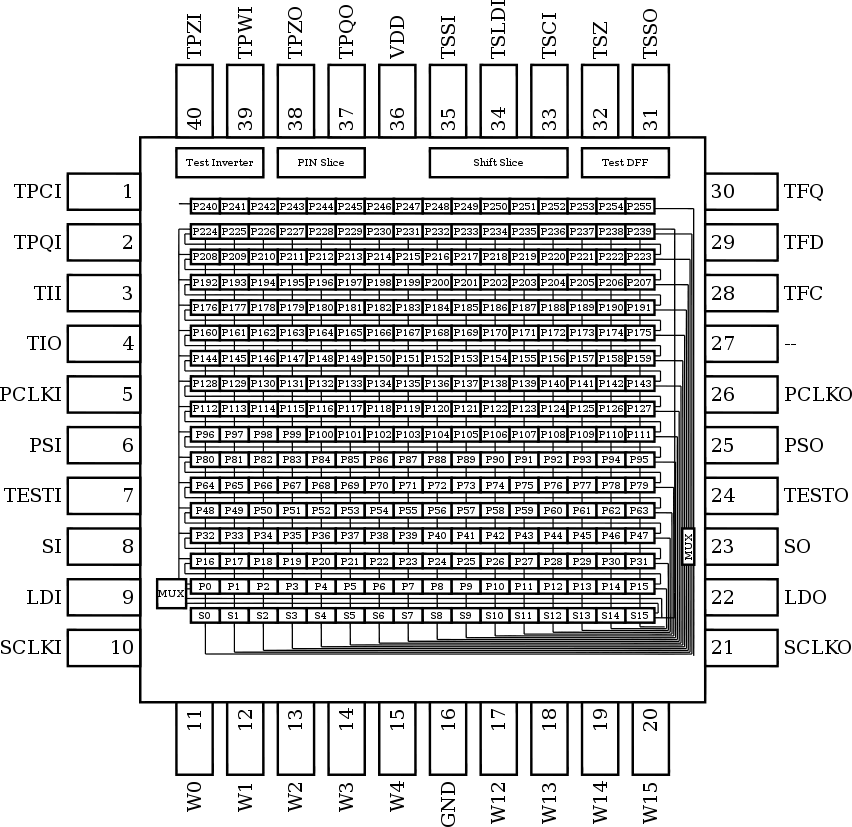 TPZI TPWI TPZO TPQO VDD TSSI TSLDI TSCI TSZ TSSO
40 39 38 37 36 35 34 33 32 31
Test Inverter PIN Slice Shift Slice Test DFF
TPCI 1 30 TFQ
P240 P241 P242 P243 P244 P245 P246 P247 P248 P249 P250 P251 P252 P253 P254 P255
P224 P225 P226 P227 P228 P229 P230 P231 P232 P233 P234 P235 P236 P237 P238 P239
TPQI 2 29 TFD
P208 P209 P210 P211 P212 P213 P214 P215 P216 P217 P218 P219 P220 P221 P222 P223
P192 P193 P194 P195 P196 P197 P198 P199 P200 P201 P202 P203 P204 P205 P206 P207
TII 3 28 TFC
P176 P177 P178 P179 P180 P181 P182 P183 P184 P185 P186 P187 P188 P189 P190 P191
P160 P161 P162 P163 P164 P165 P166 P167 P168 P169 P170 P171 P172 P173 P174 P175
TIO 4 27 --
P144 P145 P146 P147 P148 P149 P150 P151 P152 P153 P154 P155 P156 P157 P158 P159
P128 P129 P130 P131 P132 P133 P134 P135 P136 P137 P138 P139 P140 P141 P142 P143
PCLKI 5 26 PCLKO
P112 P113 P114 P115 P116 P117 P118 P119 P120 P121 P122 P123 P124 P125 P126 P127
P96 P97 P98 P99 P100 P101 P102 P103 P104 P105 P106 P107 P108 P109 P110 P111
PSI 6 25 PSO
P80 P81 P82 P83 P84 P85 P86 P87 P88 P89 P90 P91 P92 P93 P94 P95
P64 P65 P66 P67 P68 P69 P70 P71 P72 P73 P74 P75 P76 P77 P78 P79
TESTI 7 24 TESTO
P48 P49 P50 P51 P52 P53 P54 P55 P56 P57 P58 P59 P60 P61 P62 P63
P32 P33 P34 P35 P36 P37 P38 P39 P40 P41 P42 P43 P44 P45 P46 P47
SI 8 MUX 23 SO
P16 P17 P18 P19 P20 P21 P22 P23 P24 P25 P26 P27 P28 P29 P30 P31
P0 P1 P2 P3 P4 P5 P6 P7 P8 P9 P10 P11 P12 P13 P14 P15
MUX
LDI 9 22 LDO
S0 S1 S2 S3 S4 S5 S6 S7 S8 S9 S10 S11 S12 S13 S14 S15
SCLKI 10 21 SCLKO
11 12 13 14 15 16 17 18 19 20
W0 W1 W2 W3 W4 GND W12 W13 W14 W15